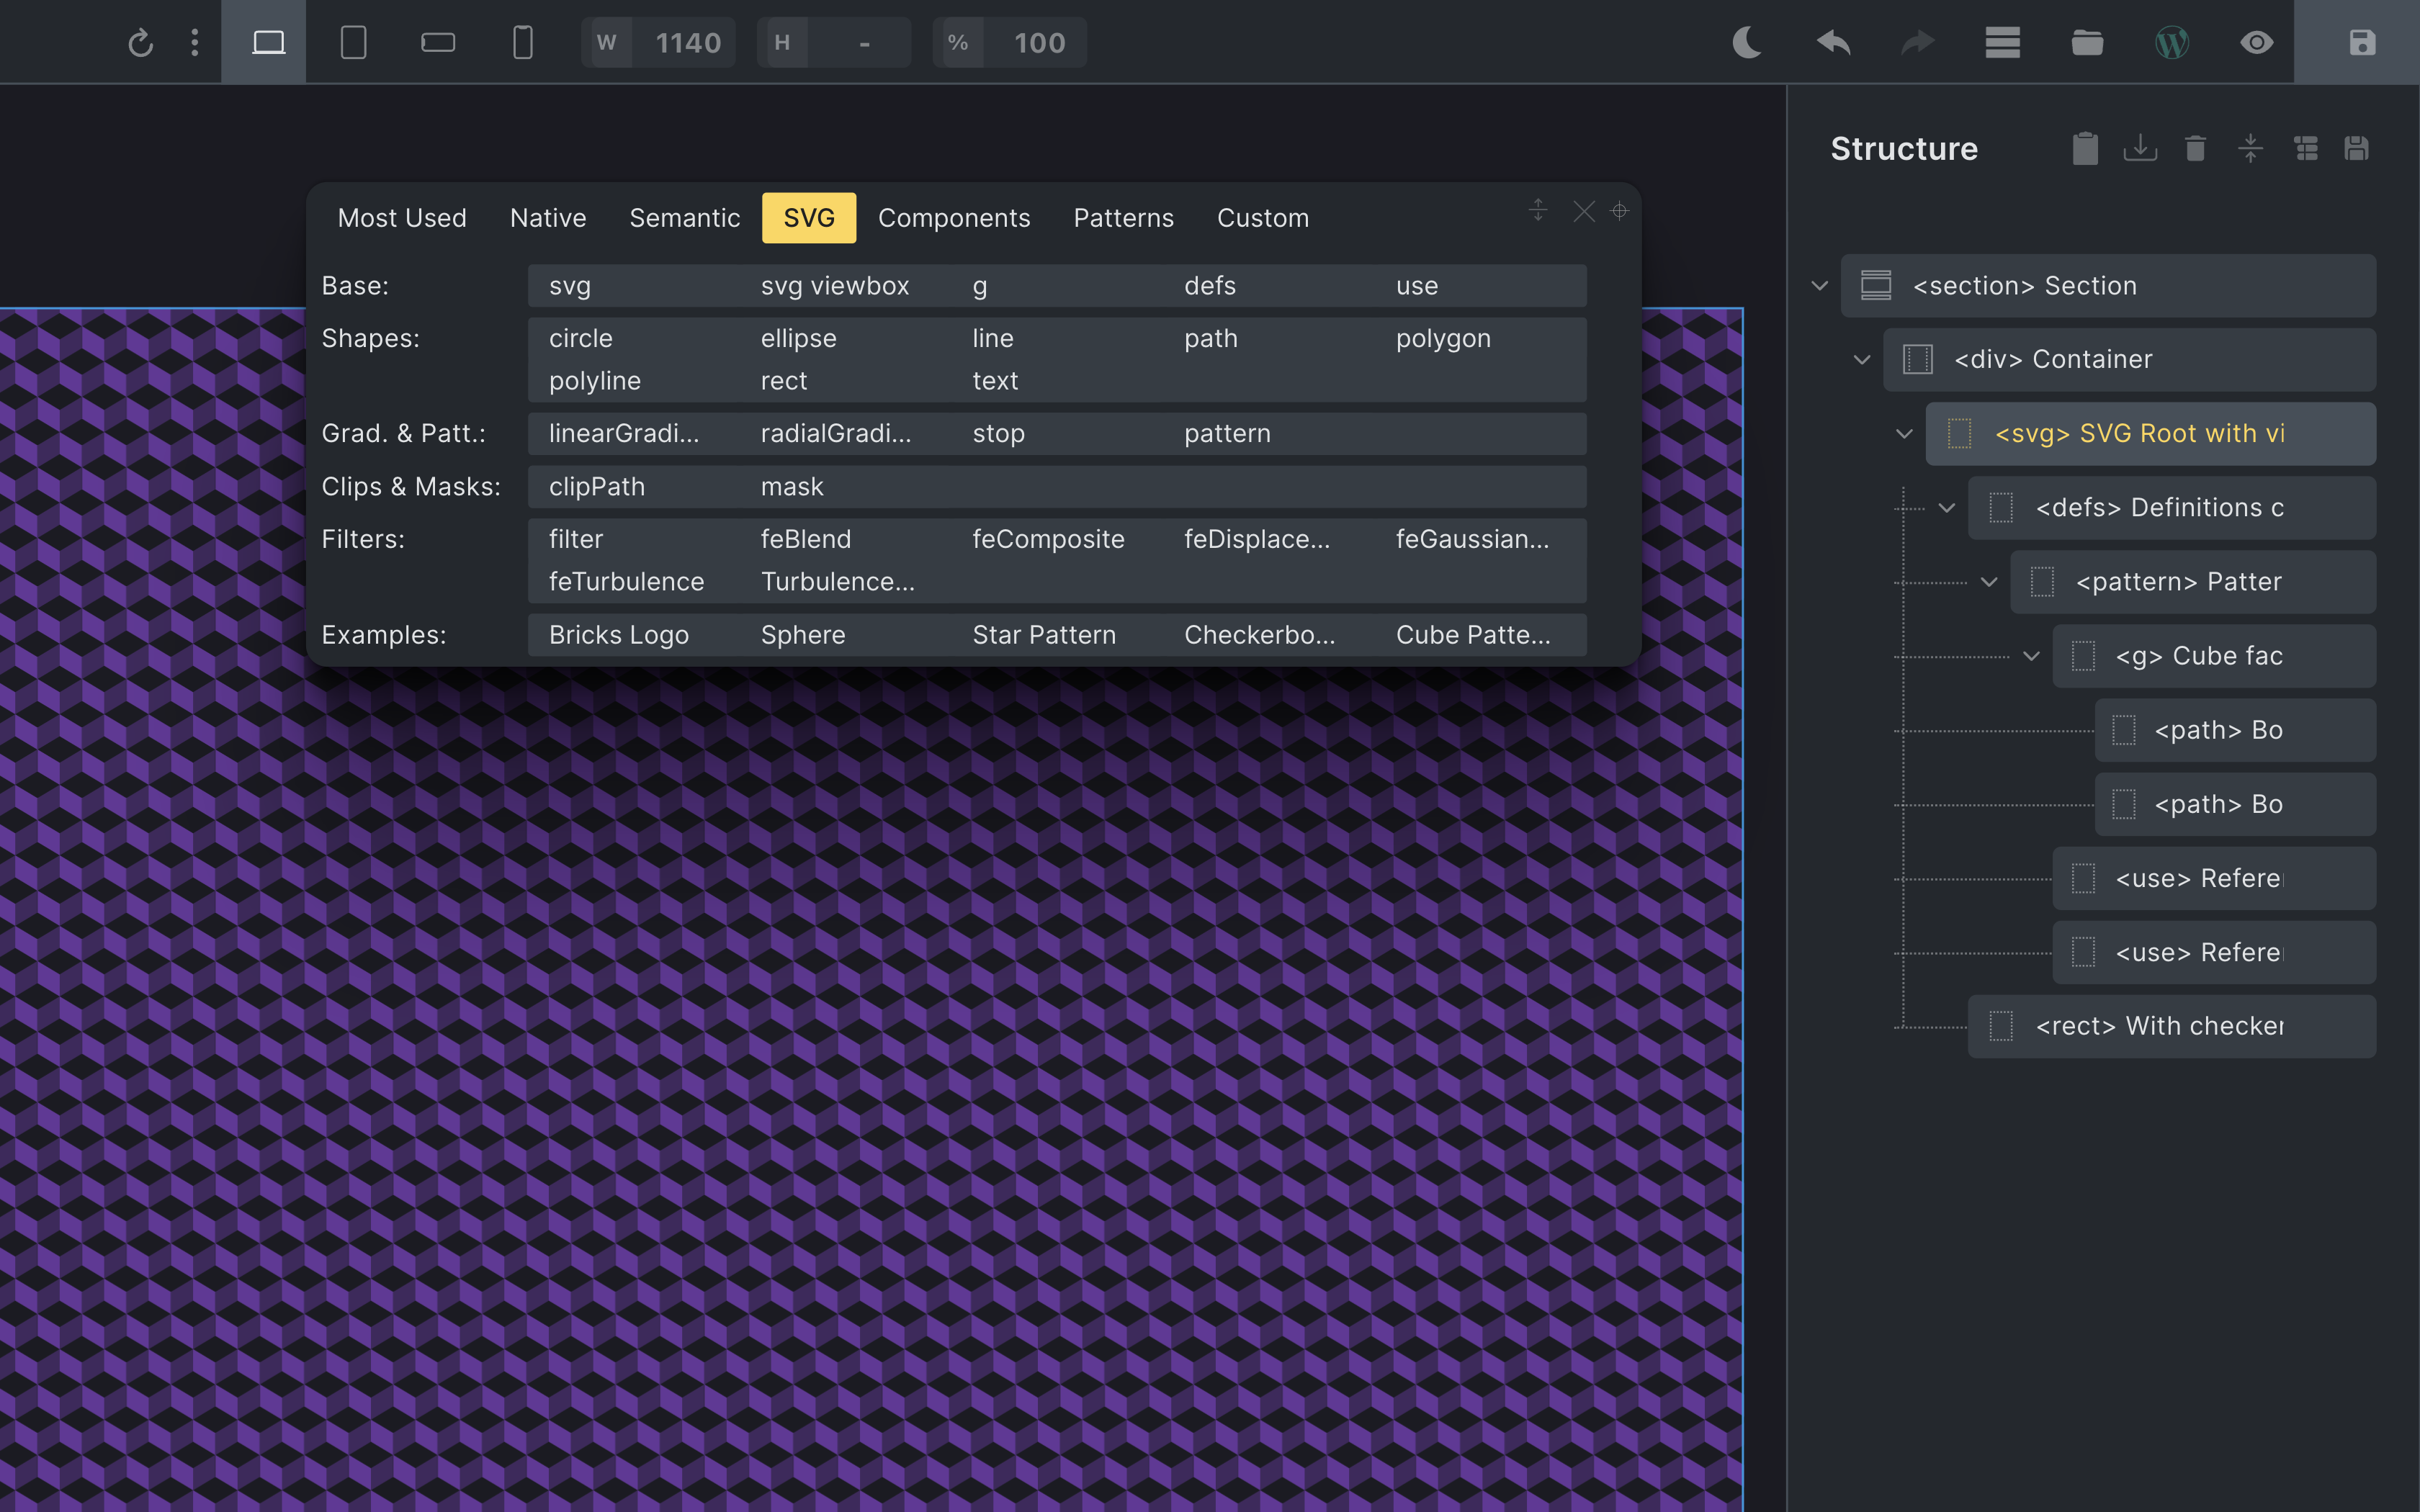 W 1140 H - % 100
Structure
Most Used Native Semantic SVG Components Patterns Custom
Base: svg svg viewbox g defs use
Shapes: circle ellipse line path polygon
polyline rect text
Grad. & Patt.: linearGradi... radialGradi... stop pattern
Clips & Masks: clipPath mask
Filters: filter feBlend feComposite feDisplace... feGaussian...
feTurbulence Turbulence...
Examples: Bricks Logo Sphere Star Pattern Checkerbo... Cube Patte...
<section> Section
<div> Container
<svg> SVG Root with vi
<defs> Definitions c
<pattern> Patter
<g> Cube fac
<path> Bo
<path> Bo
<use> Refere
<use> Refere
<rect> With checker